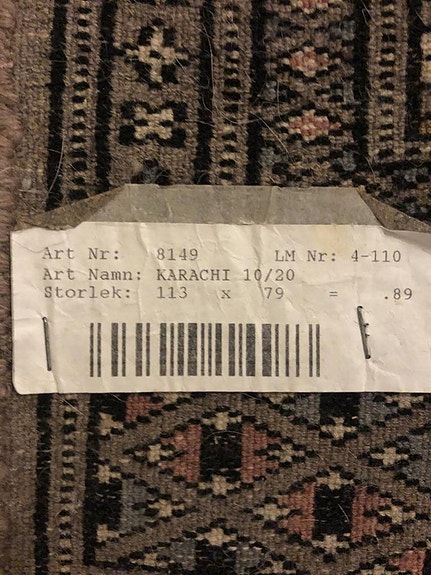 Art Nr: 8149 LM Nr: 4-110
Art Namn: KARACHI 10/20
Storlek: 113 x 79 = .89